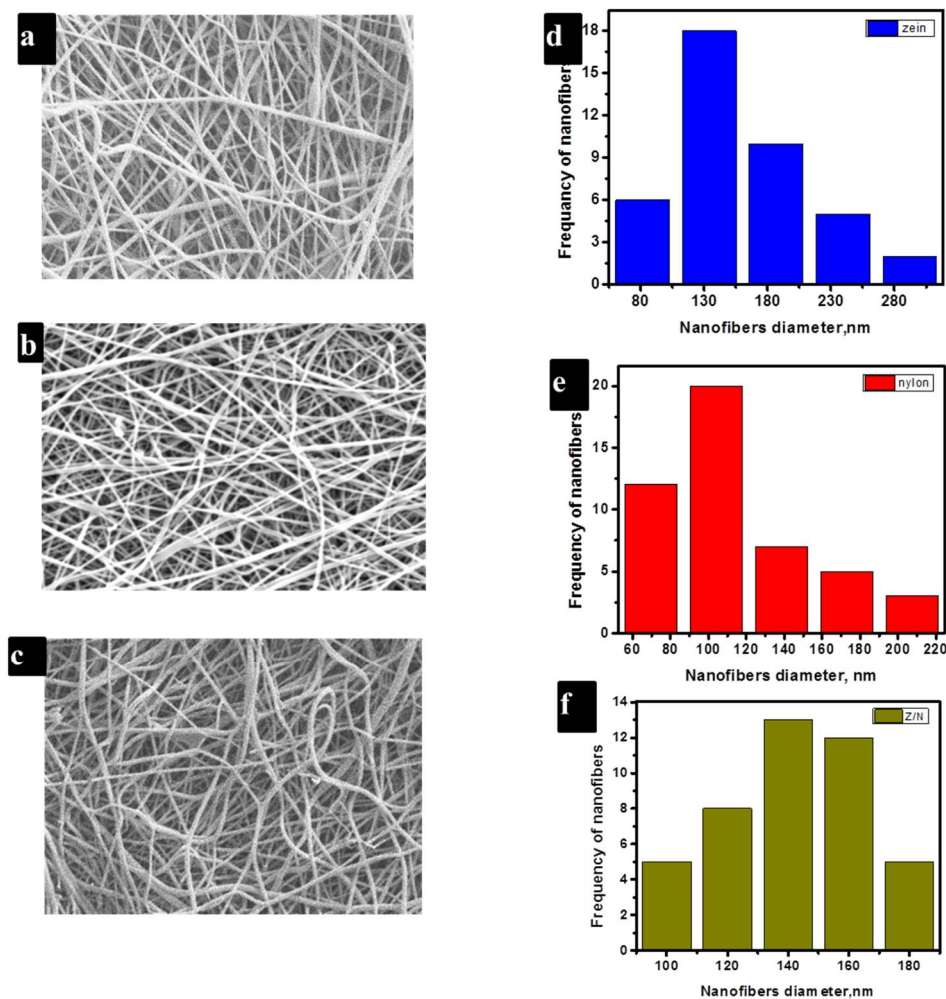 a
b
c
d
zein
Frequancy of nanofibers
18
15
12
9
6
3
0
80 130 180 230 280
Nanofibers diameter,nm
e
nylon
Frequency of nanofibers
20
15
10
5
0
60 80 100 120 140 160 180 200 220
Nanofibers diameter, nm
f
Z/N
Frequency of nanofibers
14
12
10
8
6
4
2
0
100 120 140 160 180
Nanofibers diameter,nm